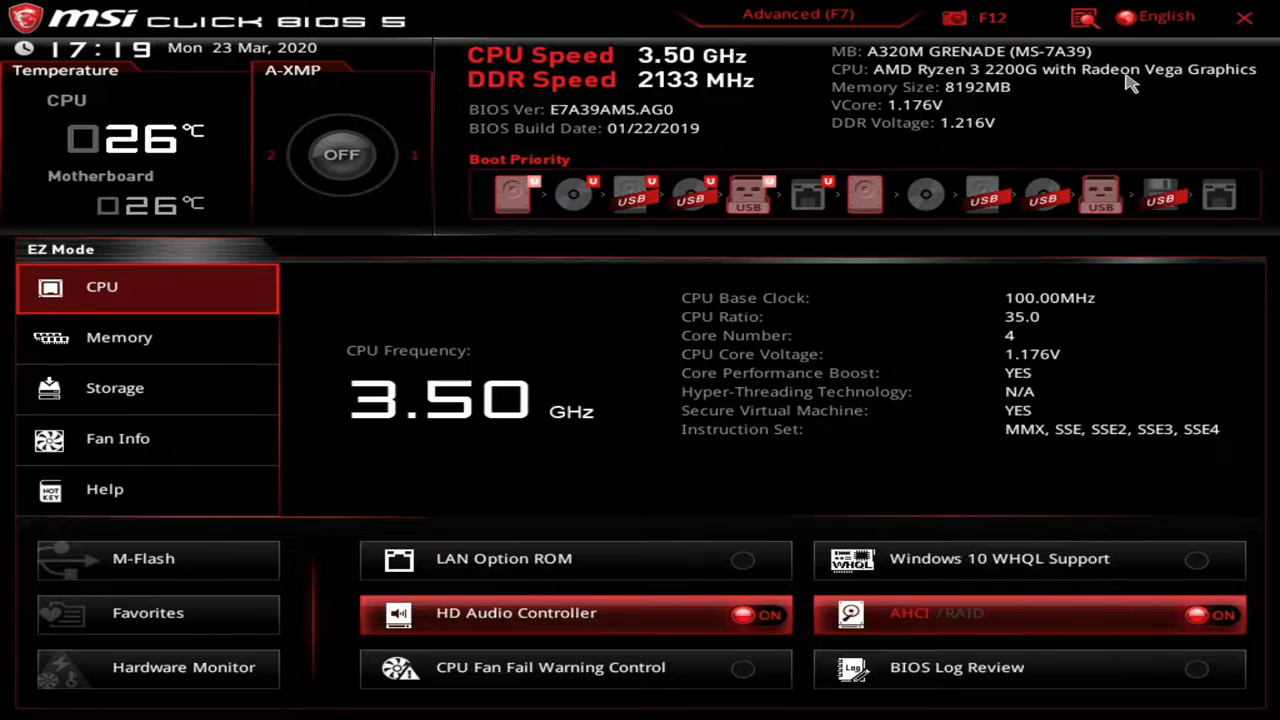 msi CLICK BIOS 5
Advanced (F7)
F12
English
17:19 Mon 23 Mar, 2020
Temperature
A-XMP
CPU
26°C
Motherboard
26°C
2
OFF
1
CPU Speed 3.50 GHz
DDR Speed 2133 MHz
BIOS Ver: E7A39AMS.AG0
BIOS Build Date: 01/22/2019
MB: A320M GRENADE (MS-7A39)
CPU: AMD Ryzen 3 2200G with Radeon Vega Graphics
Memory Size: 8192MB
VCore: 1.176V
DDR Voltage: 1.216V
Boot Priority
U U U USB U USB U USB U USB USB USB USB
EZ Mode
CPU
Memory
Storage
Fan Info
HOT KEY Help
CPU Frequency:
3.50 GHz
CPU Base Clock: 100.00MHz
CPU Ratio: 35.0
Core Number: 4
CPU Core Voltage: 1.176V
Core Performance Boost: YES
Hyper-Threading Technology: N/A
Secure Virtual Machine: YES
Instruction Set: MMX, SSE, SSE2, SSE3, SSE4
M-Flash
LAN Option ROM
WHQL Windows 10 WHQL Support
Favorites
HD Audio Controller ON
AHCI /RAID ON
Hardware Monitor
CPU Fan Fail Warning Control
Log BIOS Log Review